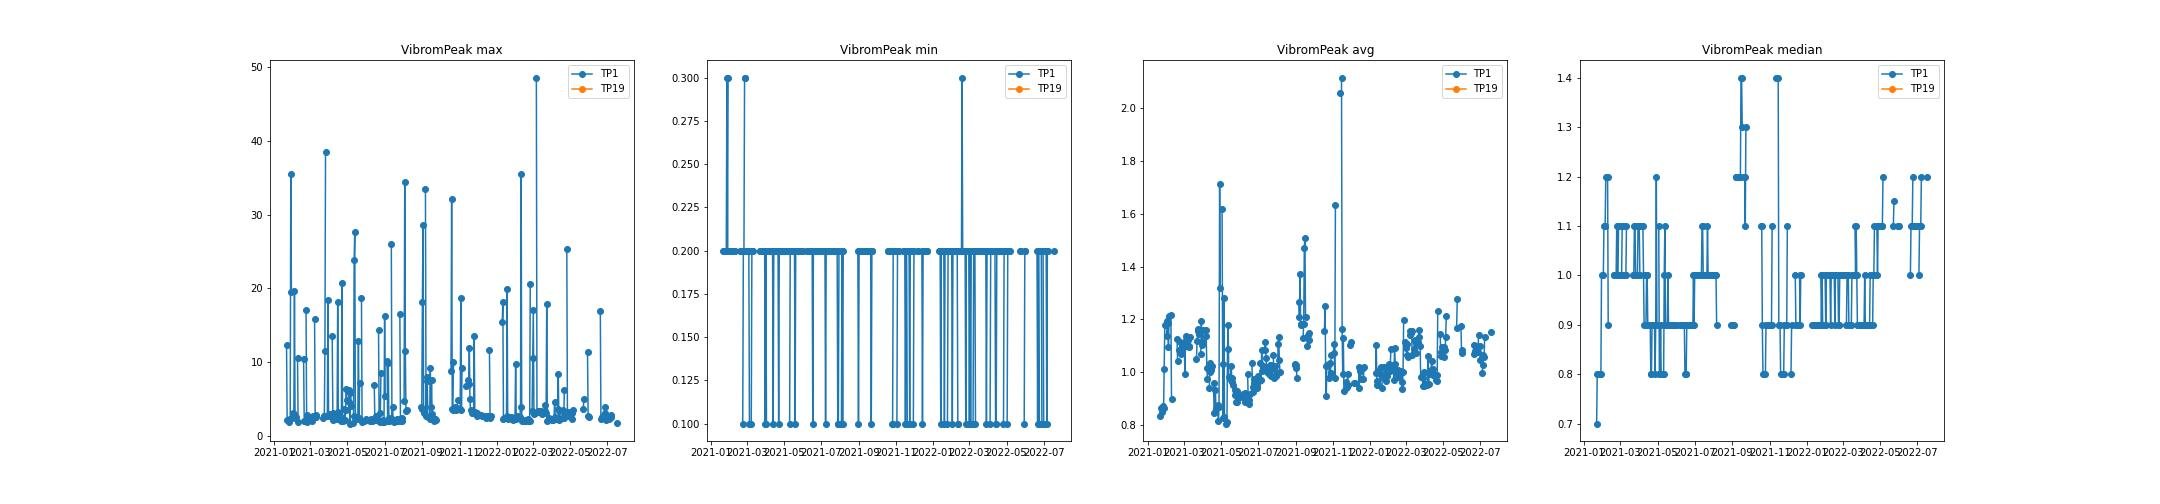 VibromPeak max
50
40
30
20
10
0
2021-01 2021-03 2021-05 2021-07 2021-09 2021-11 2022-01 2022-03 2022-05 2022-07
TP1
TP19
VibromPeak min
0.300
0.275
0.250
0.225
0.200
0.175
0.150
0.125
0.100
2021-01 2021-03 2021-05 2021-07 2021-09 2021-11 2022-01 2022-03 2022-05 2022-07
TP1
TP19
VibromPeak avg
2.0
1.8
1.6
1.4
1.2
1.0
0.8
2021-01 2021-03 2021-05 2021-07 2021-09 2021-11 2022-01 2022-03 2022-05 2022-07
TP1
TP19
VibromPeak median
1.4
1.3
1.2
1.1
1.0
0.9
0.8
0.7
2021-01 2021-03 2021-05 2021-07 2021-09 2021-11 2022-01 2022-03 2022-05 2022-07
TP1
TP19